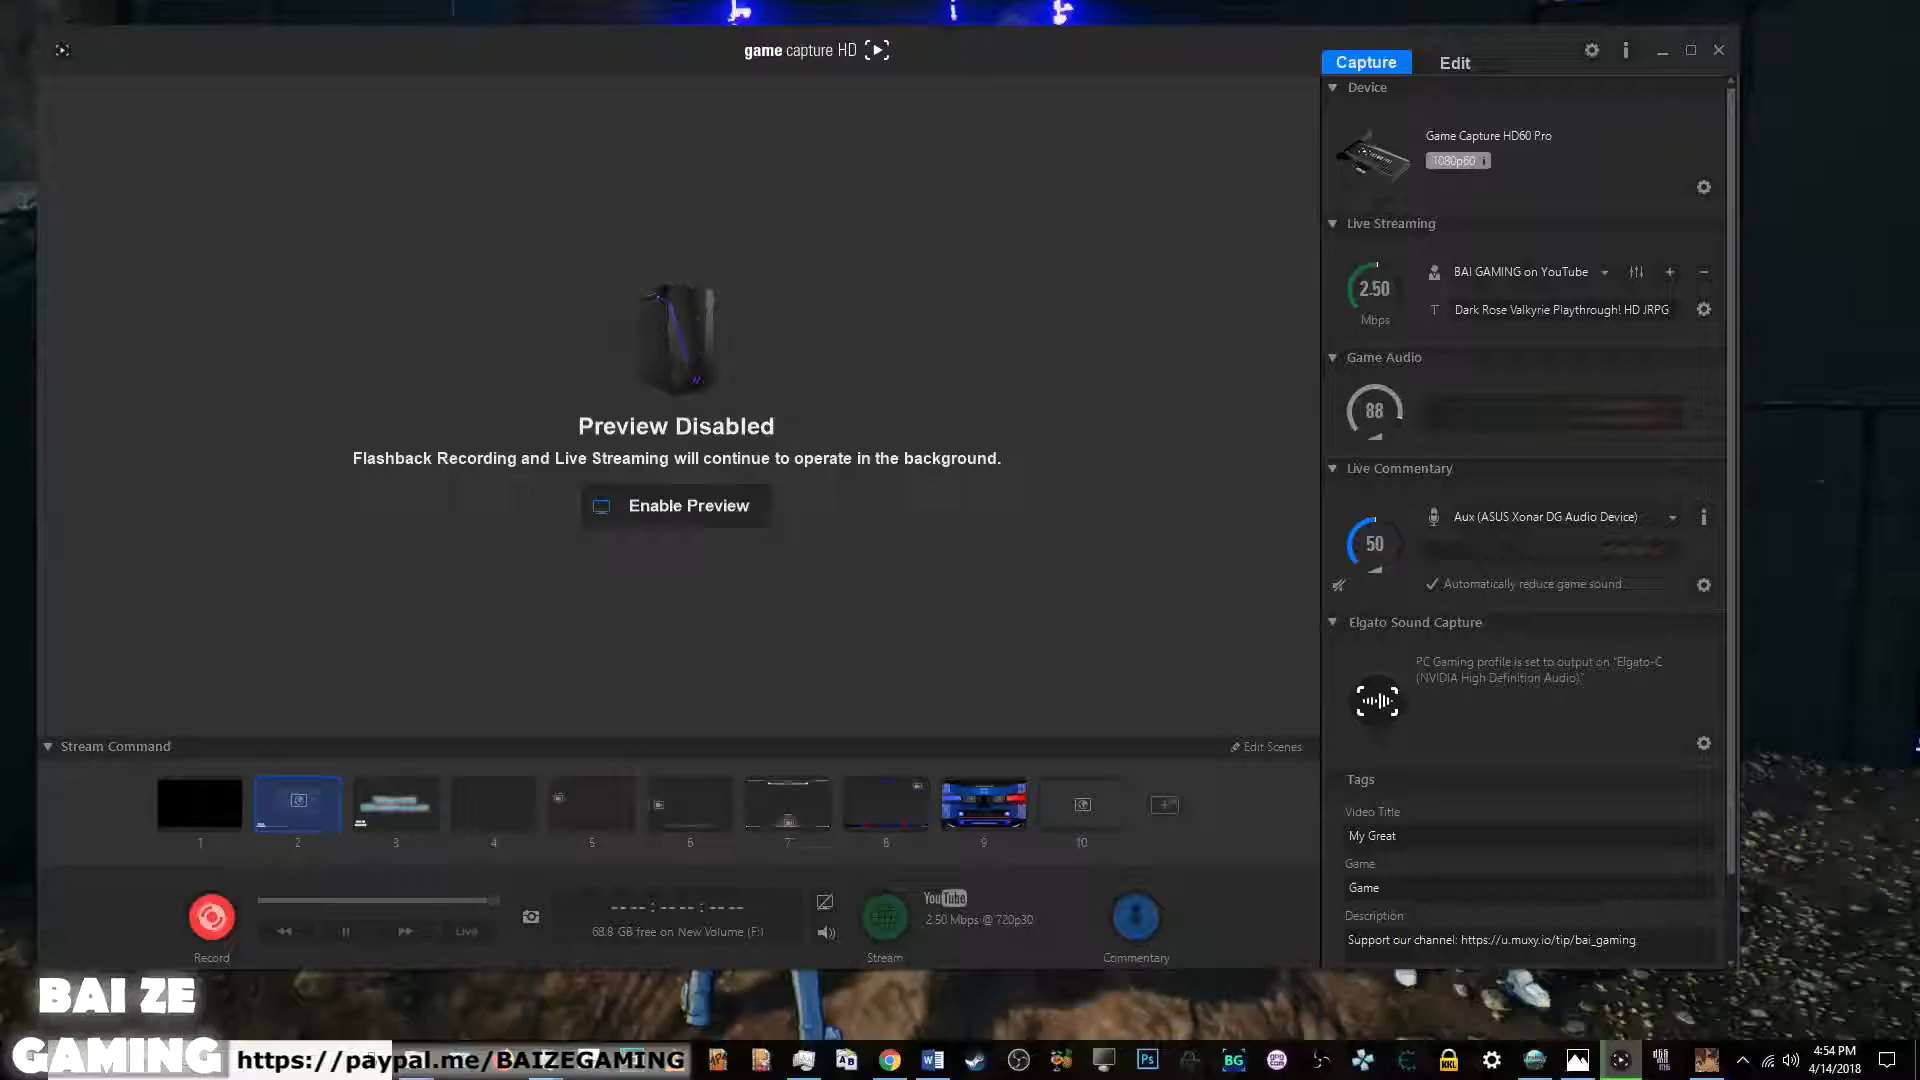 game capture HD
Capture
Edit
Device
Game Capture HD60 Pro
1080p60 i
Live Streaming
2.50
Mbps
BAI GAMING on YouTube
T Dark Rose Valkyrie Playthrough! HD JRPG
Game Audio
88
Live Commentary
Aux (ASUS Xonar DG Audio Device)
50
Automatically reduce game sound
Elgato Sound Capture
PC Gaming profile is set to output on "Elgato-C
(NVIDIA High Definition Audio)"
Tags
Video Title
My Great
Game
Game
Description
Support our channel: https://u.muxy.io/tip/bai_gaming
Preview Disabled
Flashback Recording and Live Streaming will continue to operate in the background.
Enable Preview
Stream Command
Edit Scenes
1 2 3 4 5 6 7 8 9 10
Record
Live
----:----:----
68.8 GB free on New Volume (F:)
Stream
YouTube
2.50 Mbps @ 720p30
Commentary
BAI ZE
GAMING
https://paypal.me/BAIZEGAMING
Ps
BG
KKL
4:54 PM
4/14/2018